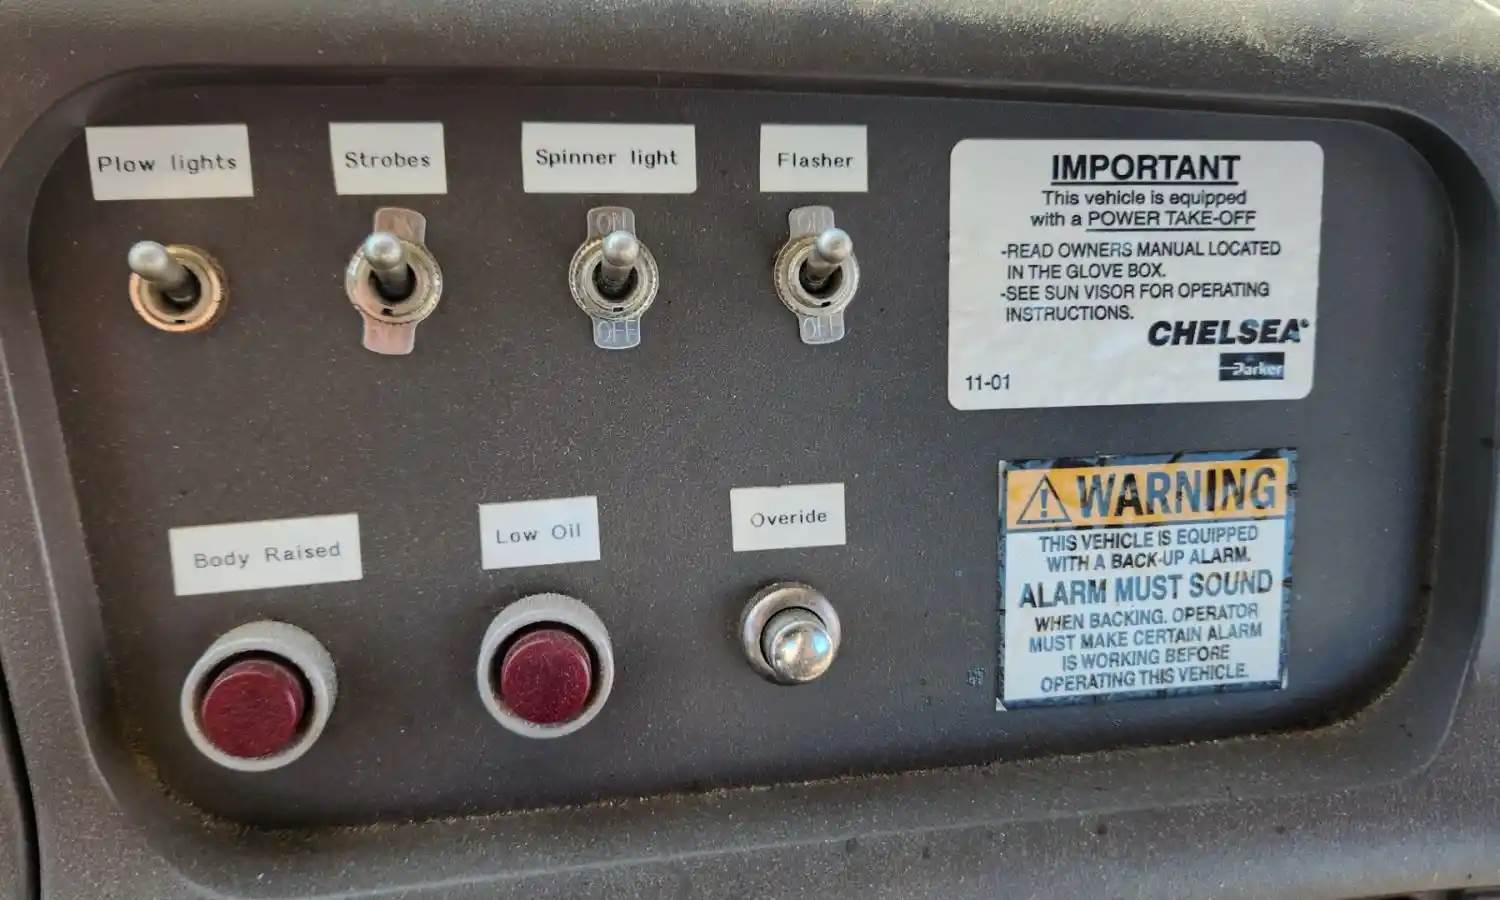 Plow lights
Strobes
Spinner light
Flasher
ON
OFF
OFF
IMPORTANT
This vehicle is equipped
with a POWER TAKE-OFF
-READ OWNERS MANUAL LOCATED
IN THE GLOVE BOX.
-SEE SUN VISOR FOR OPERATING
INSTRUCTIONS.
CHELSEA
Parker
11-01
Body Raised
Low Oil
Overide
WARNING
THIS VEHICLE IS EQUIPPED
WITH A BACK-UP ALARM.
ALARM MUST SOUND
WHEN BACKING. OPERATOR
MUST MAKE CERTAIN ALARM
IS WORKING BEFORE
OPERATING THIS VEHICLE.